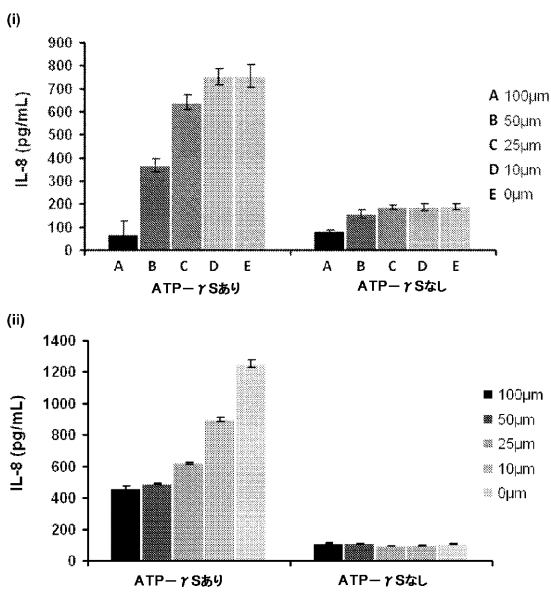 (i)
IL-8 (pg/mL)
900
800
700
600
500
400
300
200
100
0
A B C D E A B C D E
ATP-γSあり ATP-γSなし
A 100µm
B 50µm
C 25µm
D 10µm
E 0µm
(ii)
IL-8 (pg/mL)
1400
1200
1000
800
600
400
200
0
ATP-γSあり ATP-γSなし
100µm
50µm
25µm
10µm
0µm